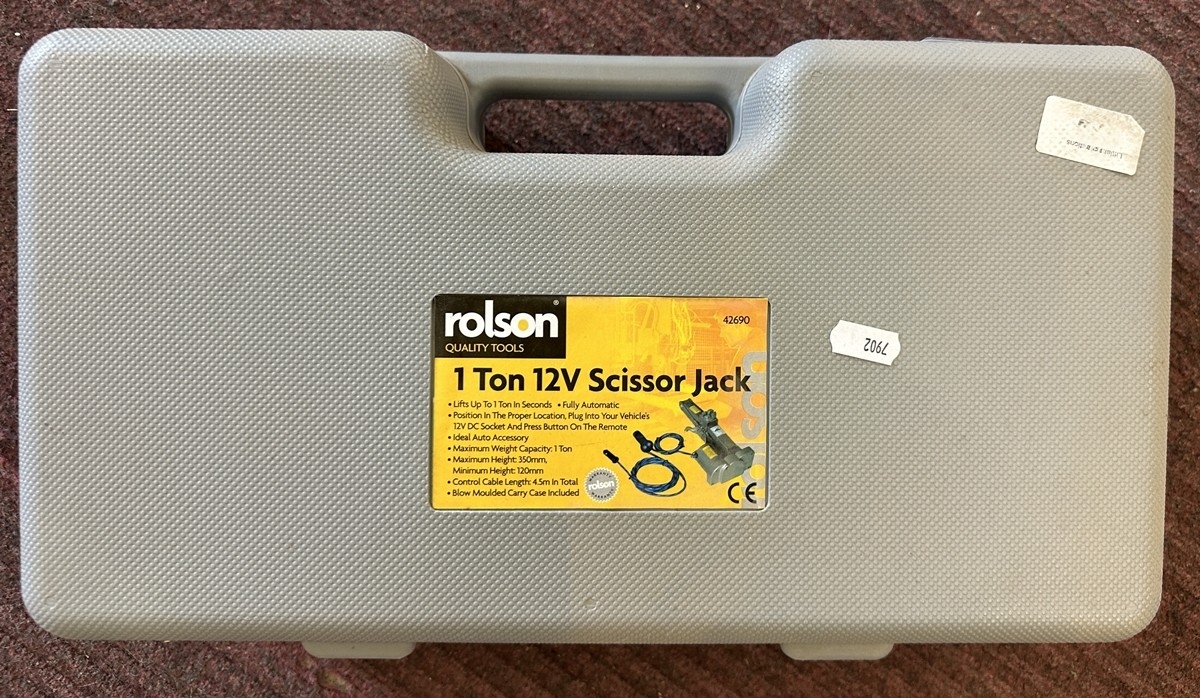 rolson®
QUALITY TOOLS
42690
1 Ton 12V Scissor Jack
• Lifts Up To 1 Ton In Seconds • Fully Automatic
• Position In The Proper Location, Plug Into Your Vehicle's
12V DC Socket And Press Button On The Remote
• Ideal Auto Accessory
• Maximum Weight Capacity: 1 Ton
• Maximum Height: 350mm,
Minimum Height: 120mm
• Control Cable Length: 4.5m In Total
• Blow Moulded Carry Case Included
rolson
CE
rolson
7902